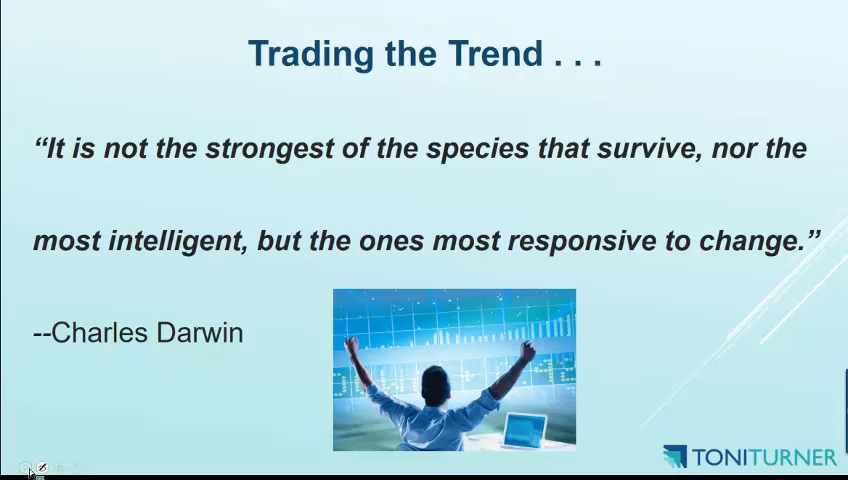 Trading the Trend . . .
“It is not the strongest of the species that survive, nor the
most intelligent, but the ones most responsive to change.”
--Charles Darwin
TONITURNER